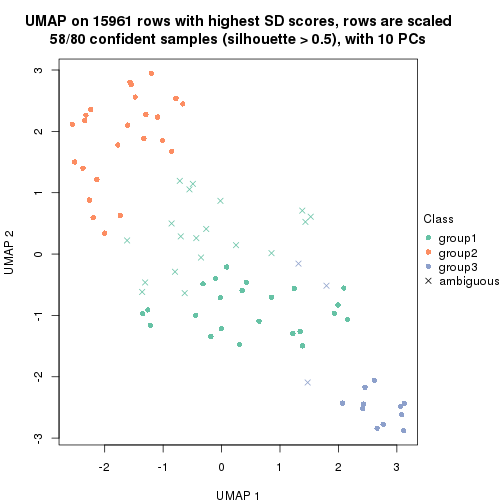 UMAP on 15961 rows with highest SD scores, rows are scaled
58/80 confident samples (silhouette > 0.5), with 10 PCs
3
2
1
0
-1
-2
-3
UMAP 2
-2
-1
0
1
2
3
UMAP 1
Class
group1
group2
group3
ambiguous